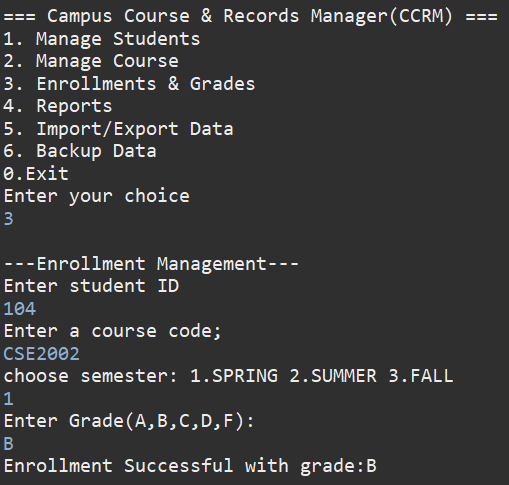 === Campus Course & Records Manager(CCRM) ===
1. Manage Students
2. Manage Course
3. Enrollments & Grades
4. Reports
5. Import/Export Data
6. Backup Data
0.Exit
Enter your choice
3
---Enrollment Management---
Enter student ID
104
Enter a course code;
CSE2002
choose semester: 1.SPRING 2.SUMMER 3.FALL
1
Enter Grade(A,B,C,D,F):
B
Enrollment Successful with grade:B